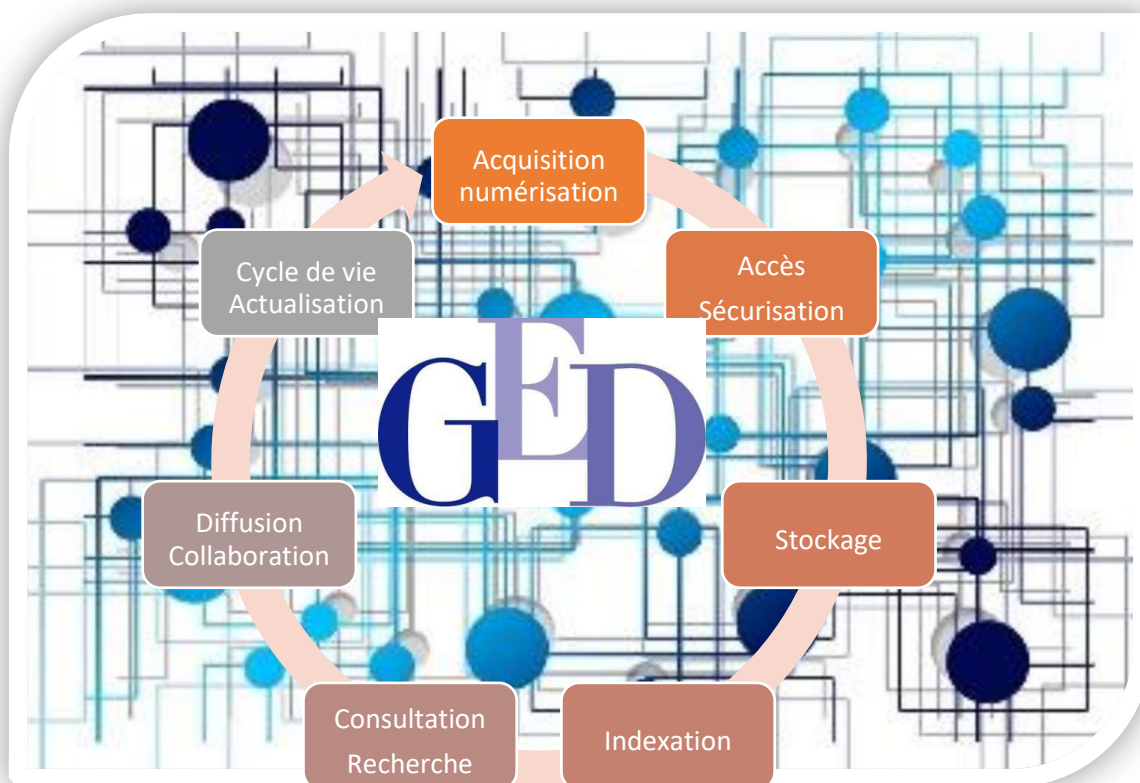 Acquisition
numérisation
Accès
Sécurisation
Stockage
Indexation
Consultation
Recherche
Diffusion
Collaboration
Cycle de vie
Actualisation
GED